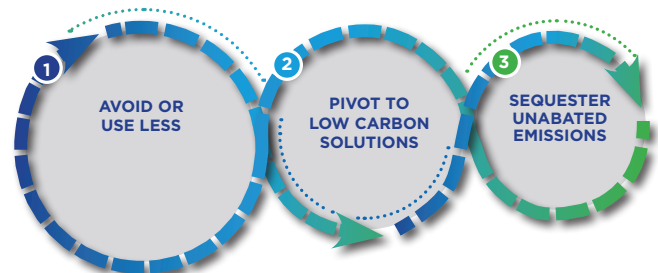 1
AVOID OR
USE LESS
2
PIVOT TO
LOW CARBON
SOLUTIONS
3
SEQUESTER
UNABATED
EMISSIONS